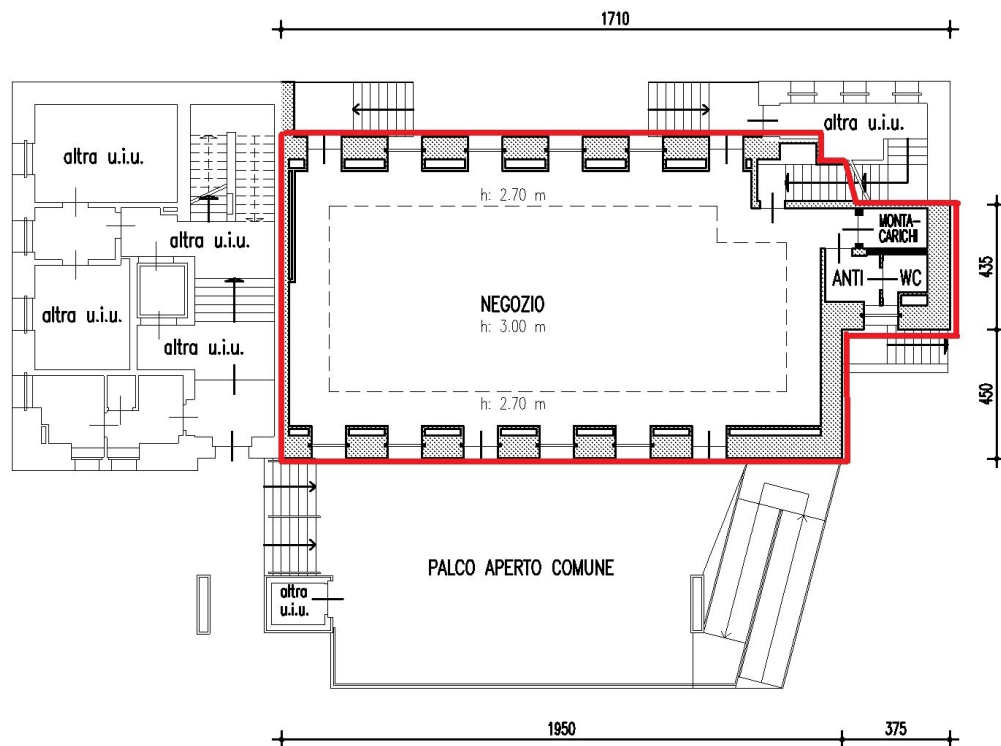 1710
altra u.i.u.
altra u.i.u.
h: 2.70 m
MONTA-
CARICHI
altra u.i.u.
435
ANTI
WC
NEGOZIO
h: 3.00 m
altra u.i.u.
altra u.i.u.
h: 2.70 m
450
PALCO APERTO COMUNE
altra
u.i.u.
1950
375